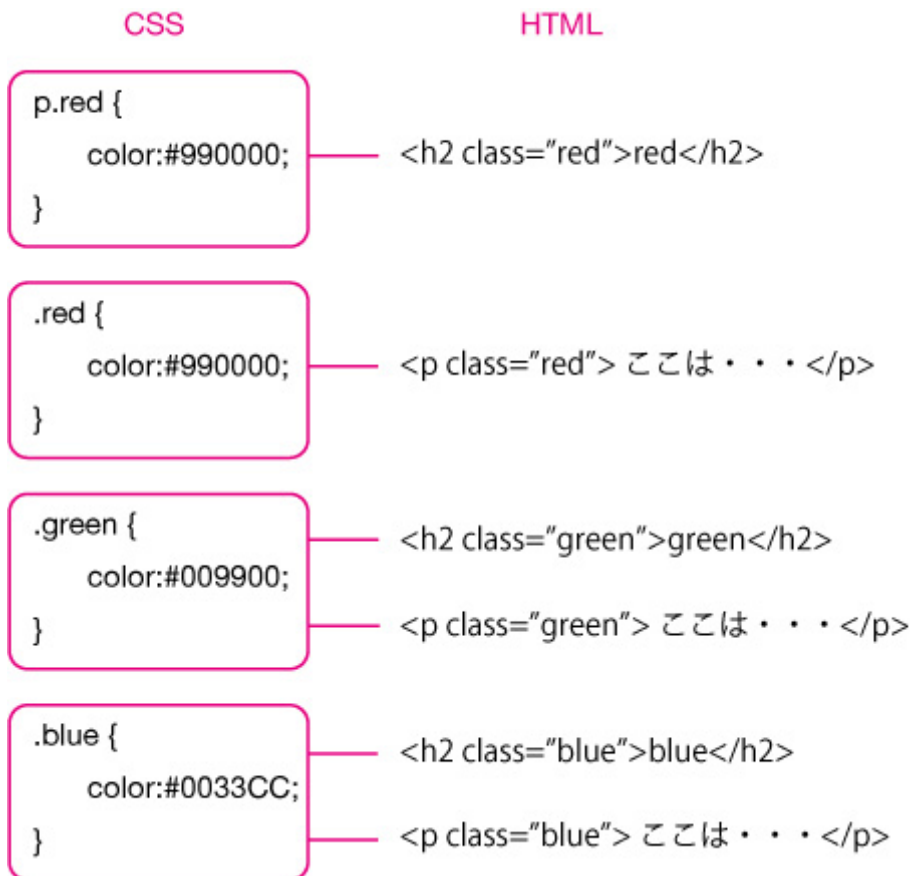 CSS HTML
p.red {
color:#990000; <h2 class="red">red</h2>
}
.red {
color:#990000; <p class="red"> ここは・・・</p>
}
.green {
<h2 class="green">green</h2>
color:#009900;
} <p class="green"> ここは・・・</p>
.blue {
<h2 class="blue">blue</h2>
color:#0033CC;
} <p class="blue"> ここは・・・</p>